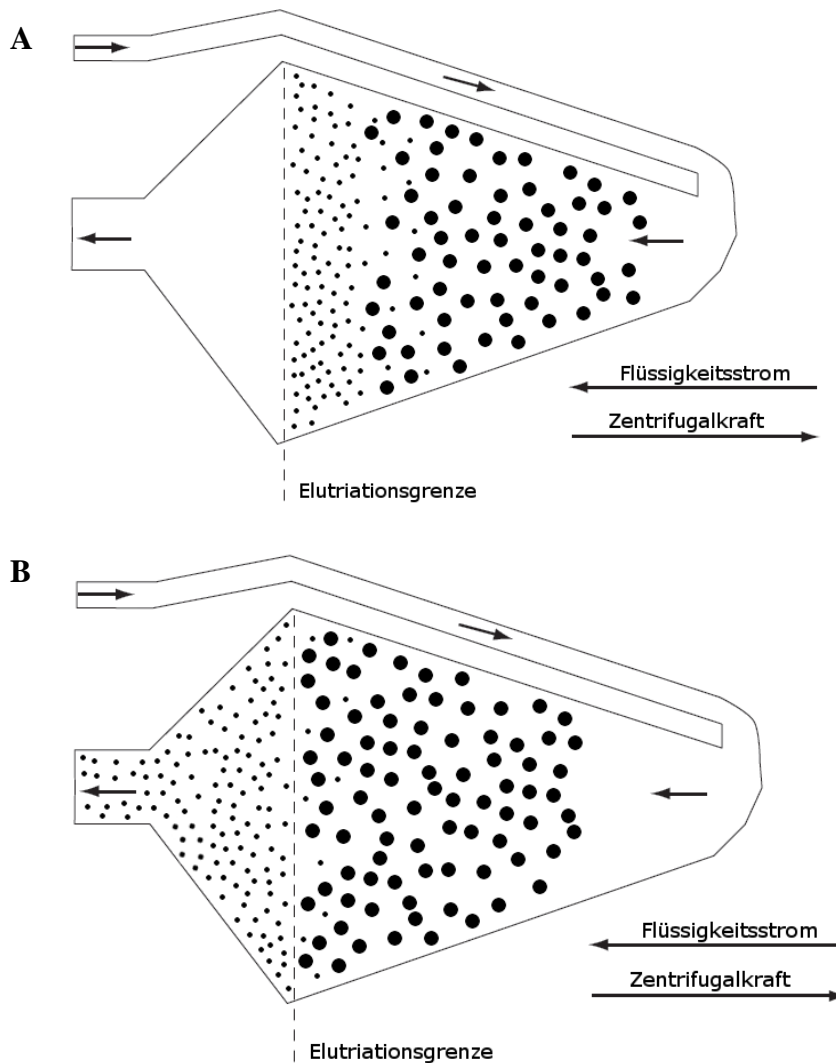 A
Flüssigkeitsstrom
Zentrifugalkraft
Elutriationsgrenze
B
Flüssigkeitsstrom
Zentrifugalkraft
Elutriationsgrenze